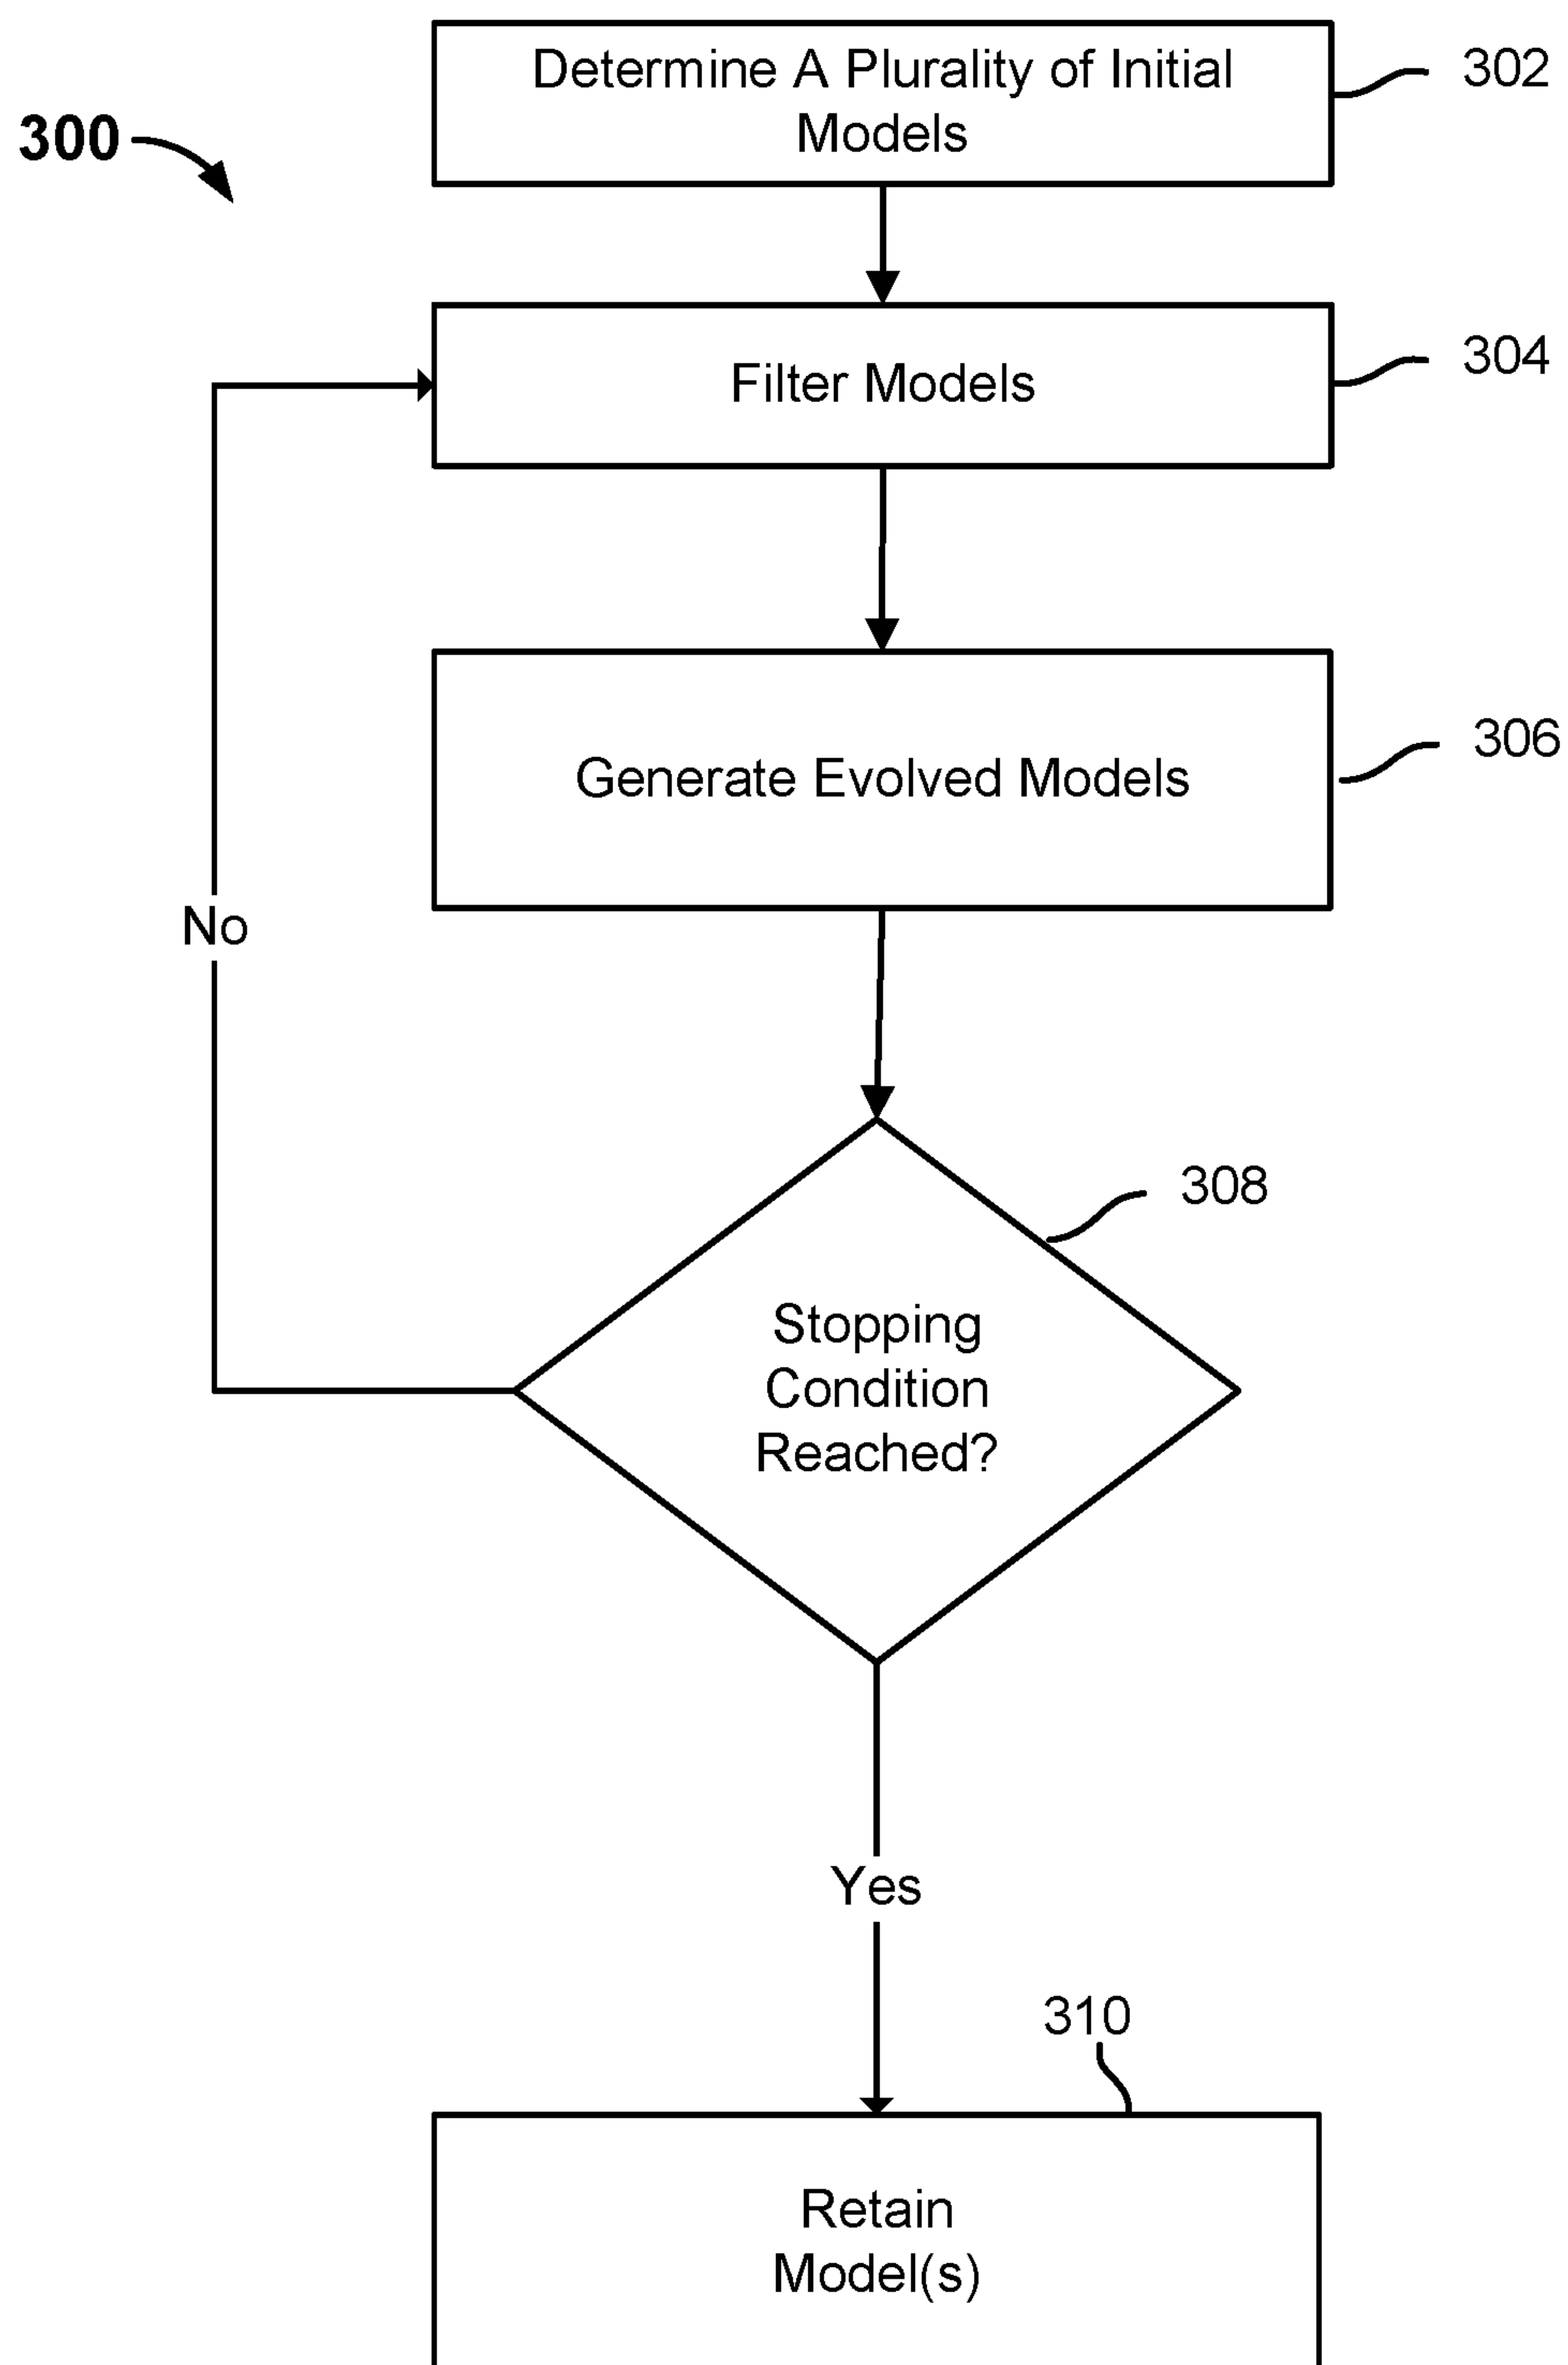 Determine A Plurality of Initial
Models
302
300
Filter Models
304
Generate Evolved Models
306
No
308
Stopping
Condition
Reached?
Yes
310
Retain
Model(s)